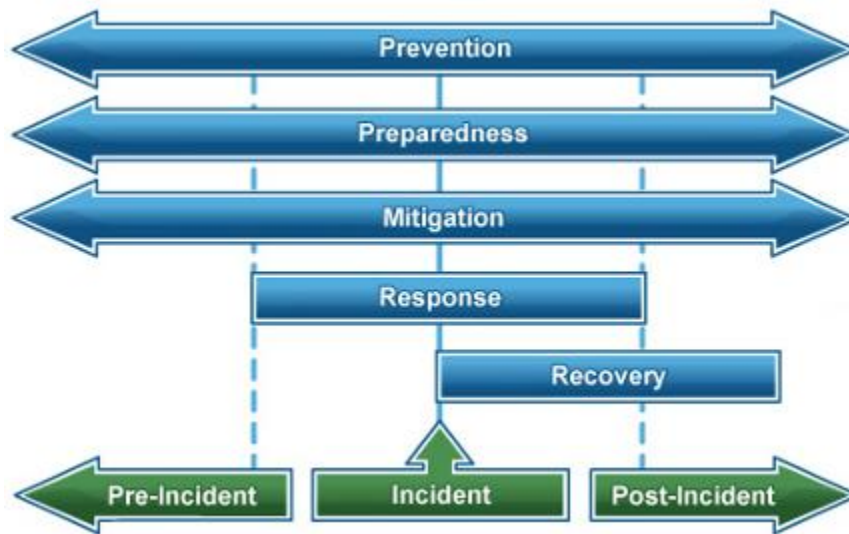 Prevention
Preparedness
Mitigation
Response
Recovery
Pre-Incident
Incident
Post-Incident